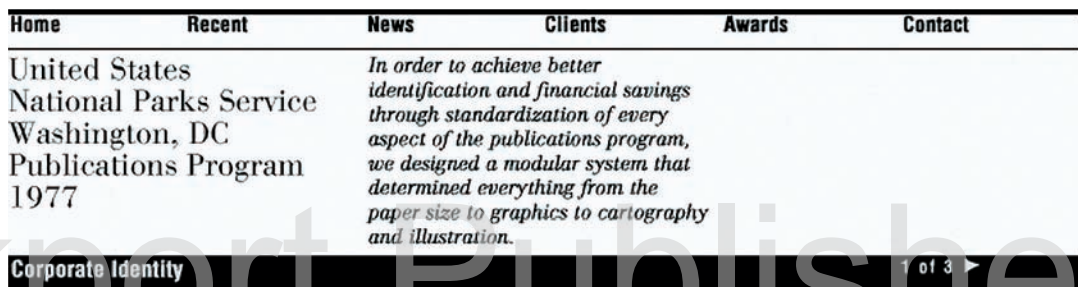 Home Recent News Clients Awards Contact
United States
National Parks Service
Washington, DC
Publications Program
1977
In order to achieve better
identification and financial savings
through standardization of every
aspect of the publications program,
we designed a modular system that
determined everything from the
paper size to graphics to cartography
and illustration.
Corporate Identity 1 of 3 ►